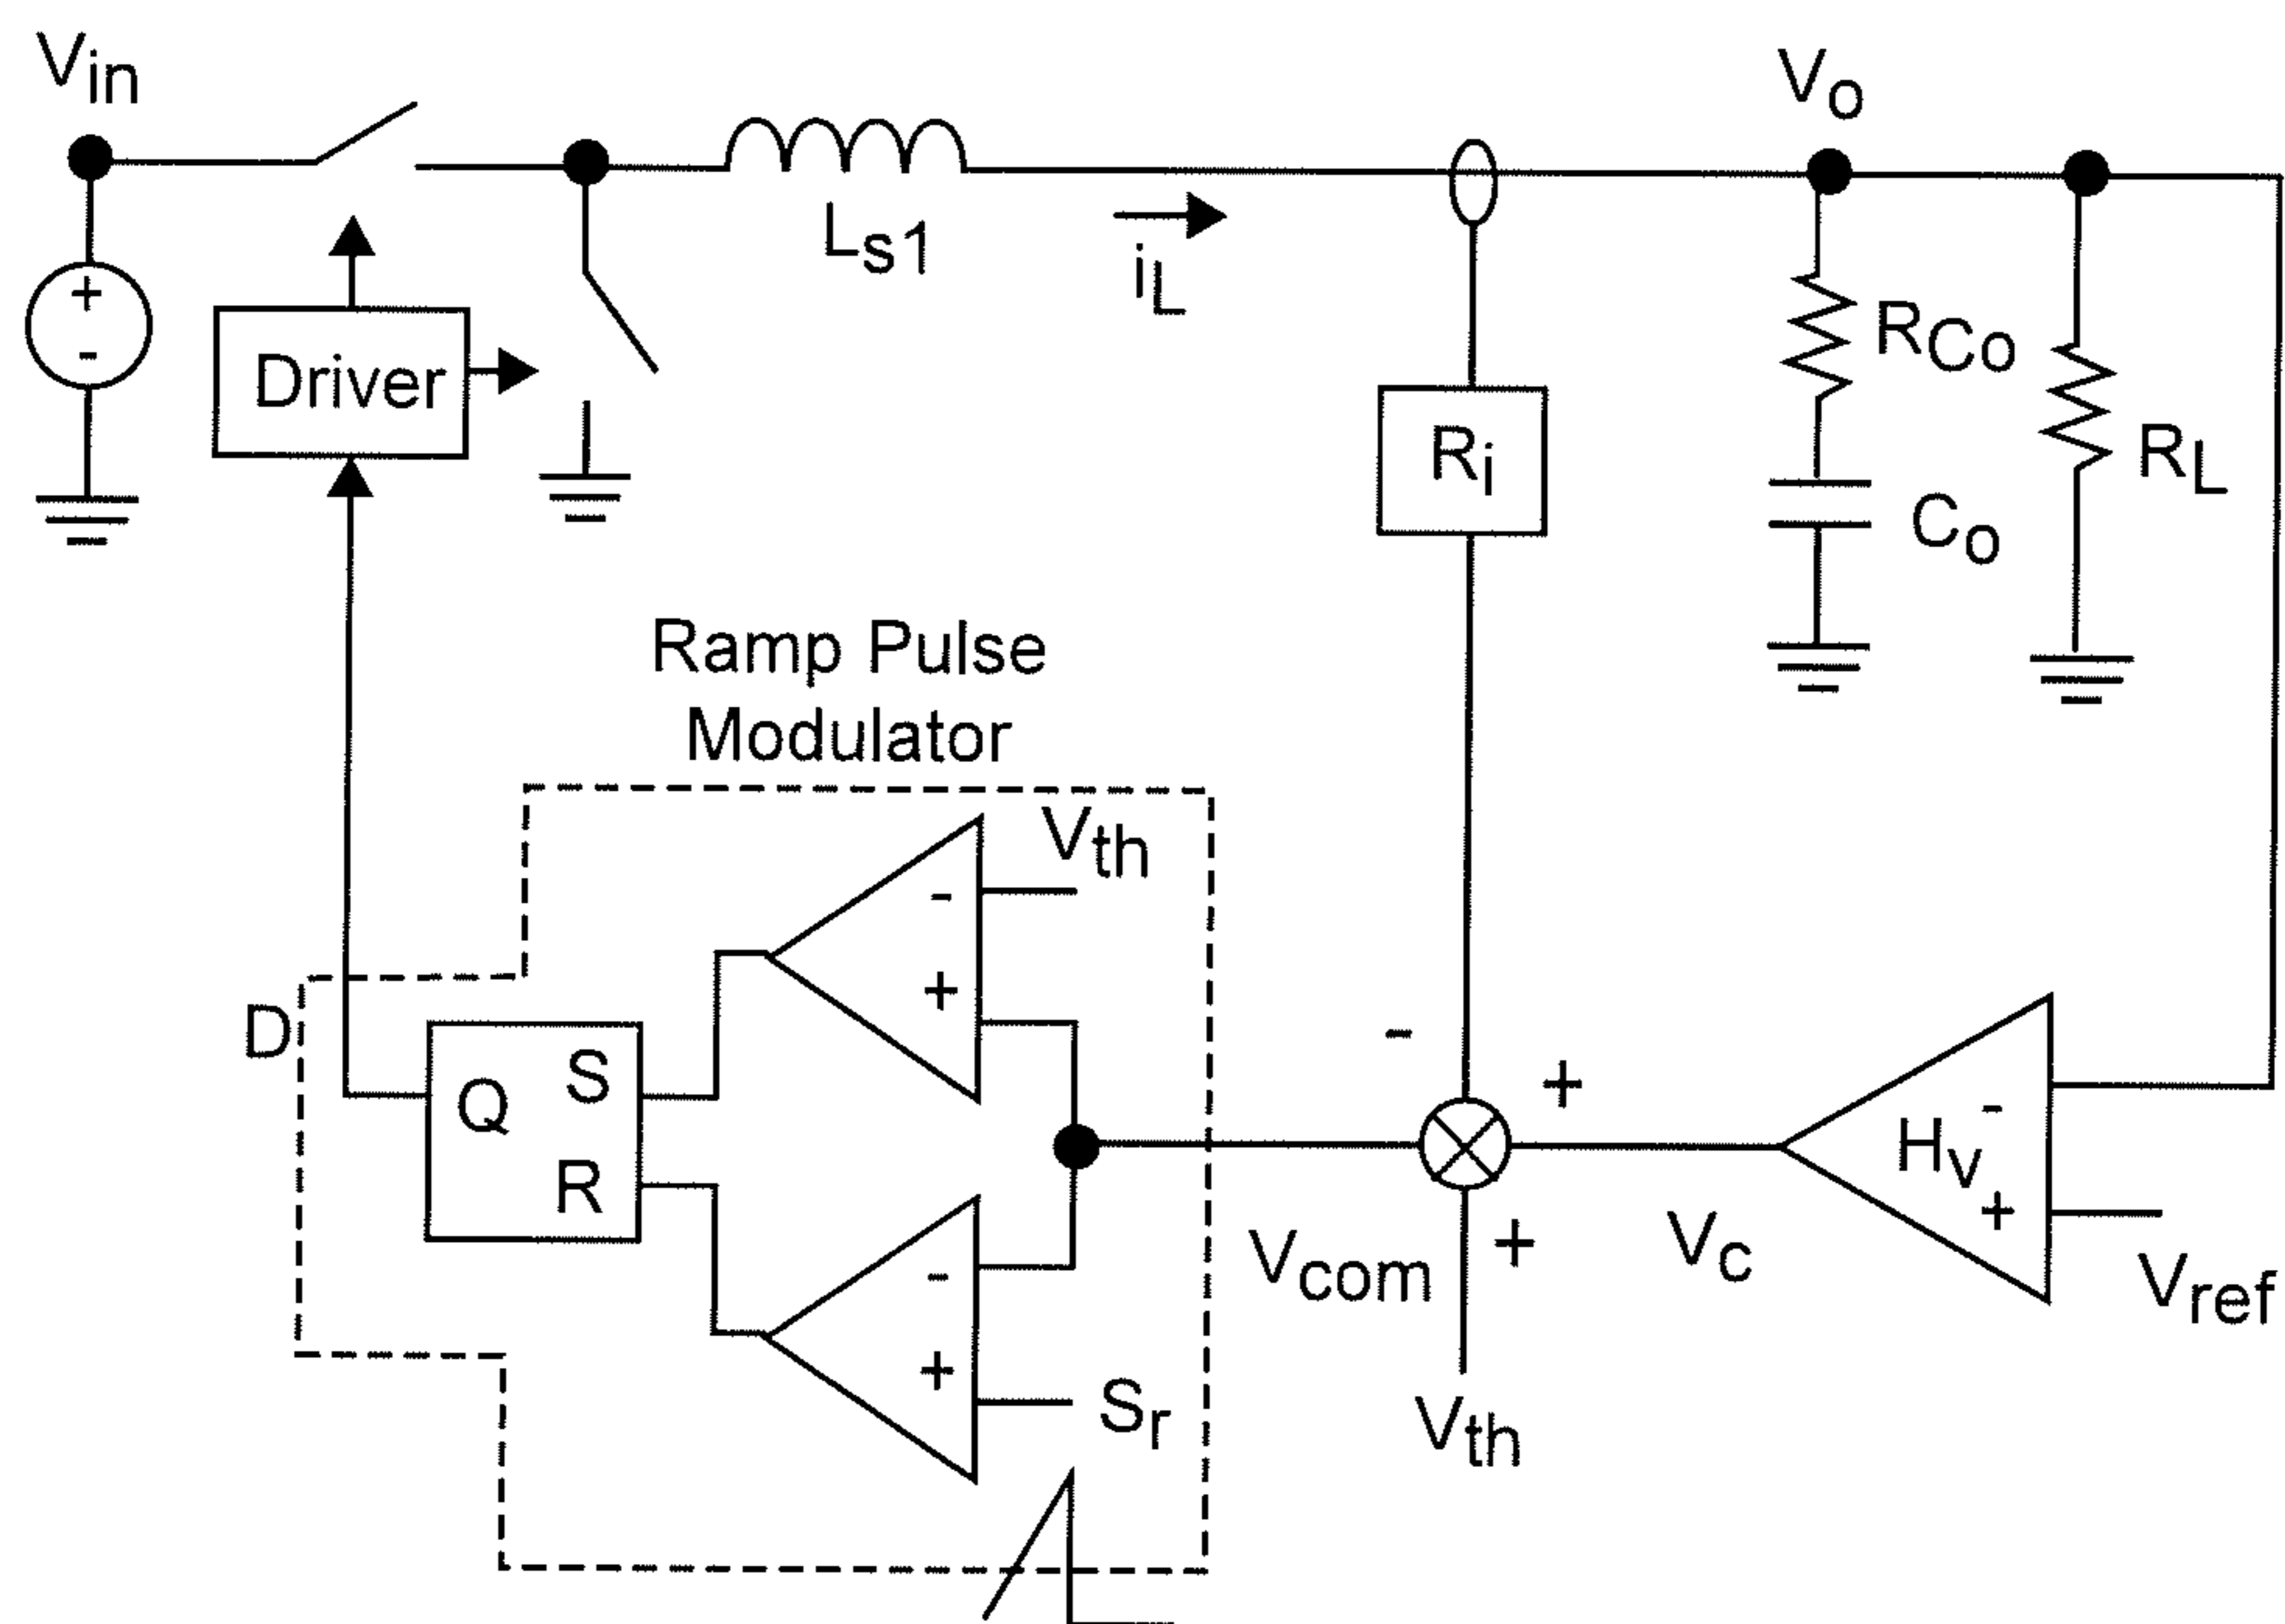 Vin
Vo
+
-
Driver
Ls1
iL
Ri
RCo
Co
RL
Ramp Pulse
Modulator
Vth
-
+
D
Q
S
R
-
+
Sr
-
+
+
Vcom
Vth
Vc
Hv
-
+
Vref